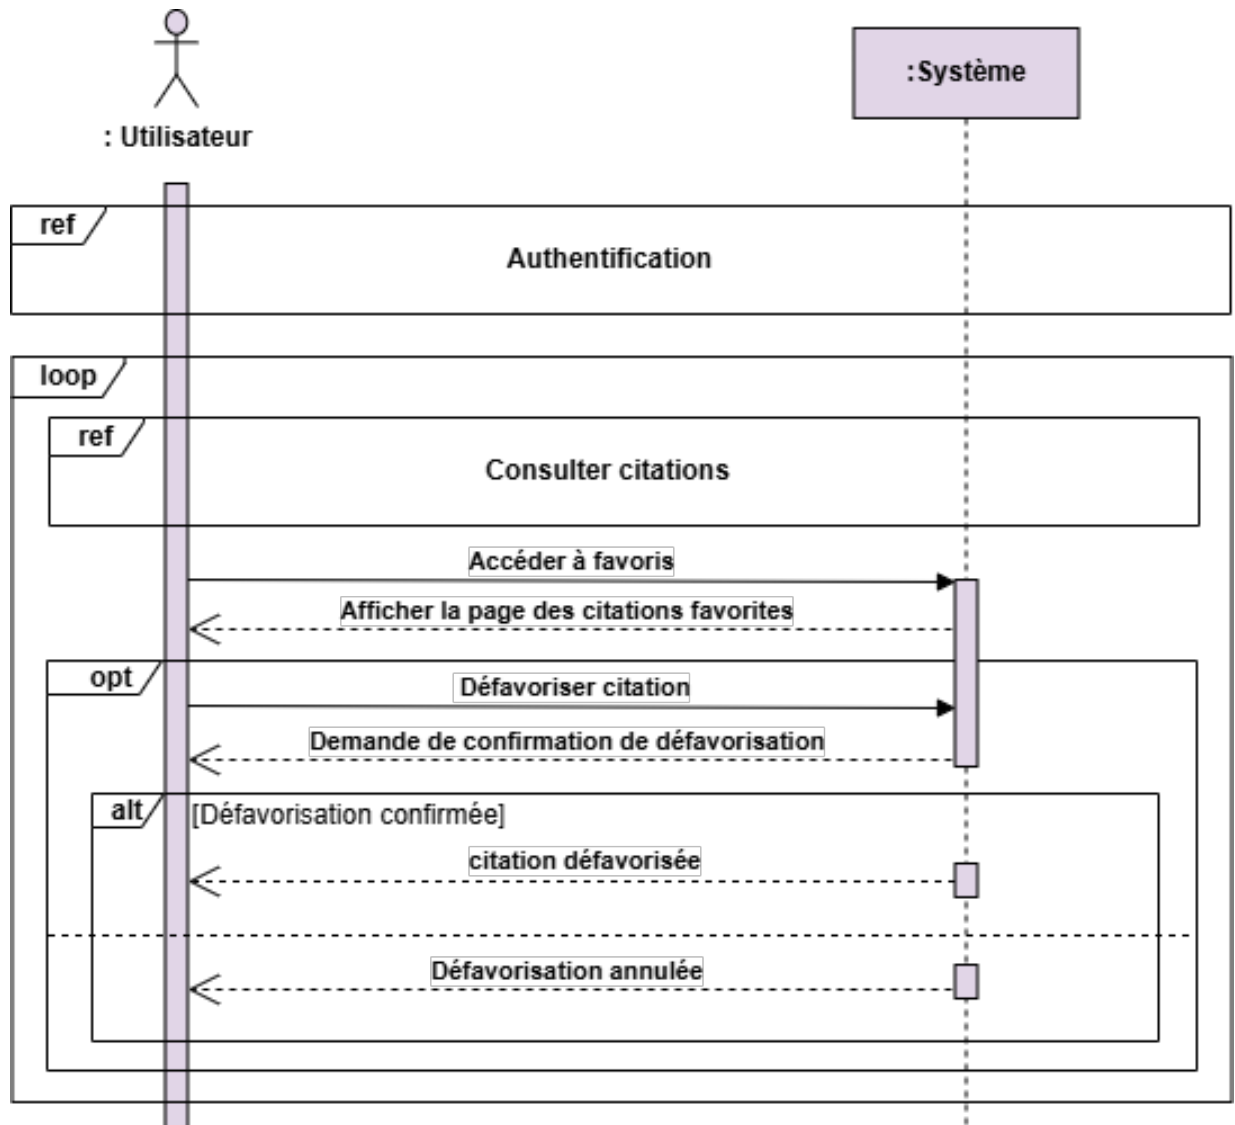 :Système
: Utilisateur
ref
Authentification
loop
ref
Consulter citations
Accéder à favoris
Afficher la page des citations favorites
opt
Défavoriser citation
Demande de confirmation de défavorisation
alt
[Défavorisation confirmée]
citation défavorisée
Défavorisation annulée